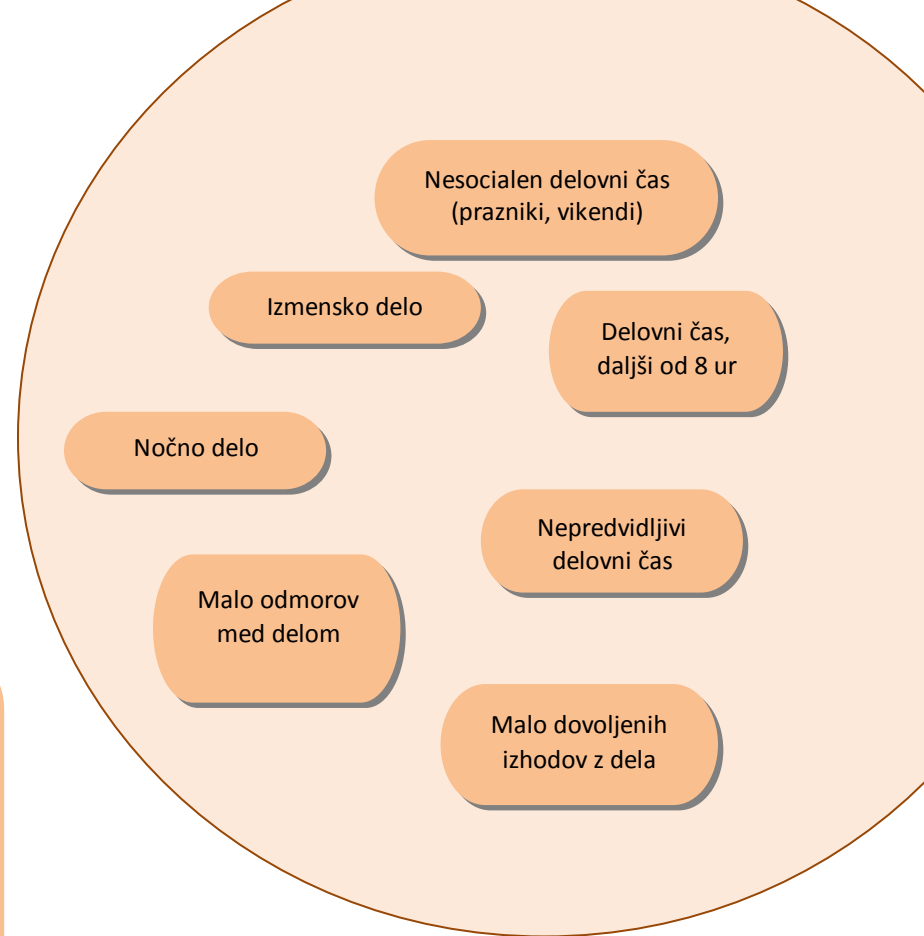 Nesocialen delovni čas
(prazniki, vikendi)
Izmensko delo
Delovni čas,
daljši od 8 ur
Nočno delo
Nepredvidljivi
delovni čas
Malo odmorov
med delom
Malo dovoljenih
izhodov z dela